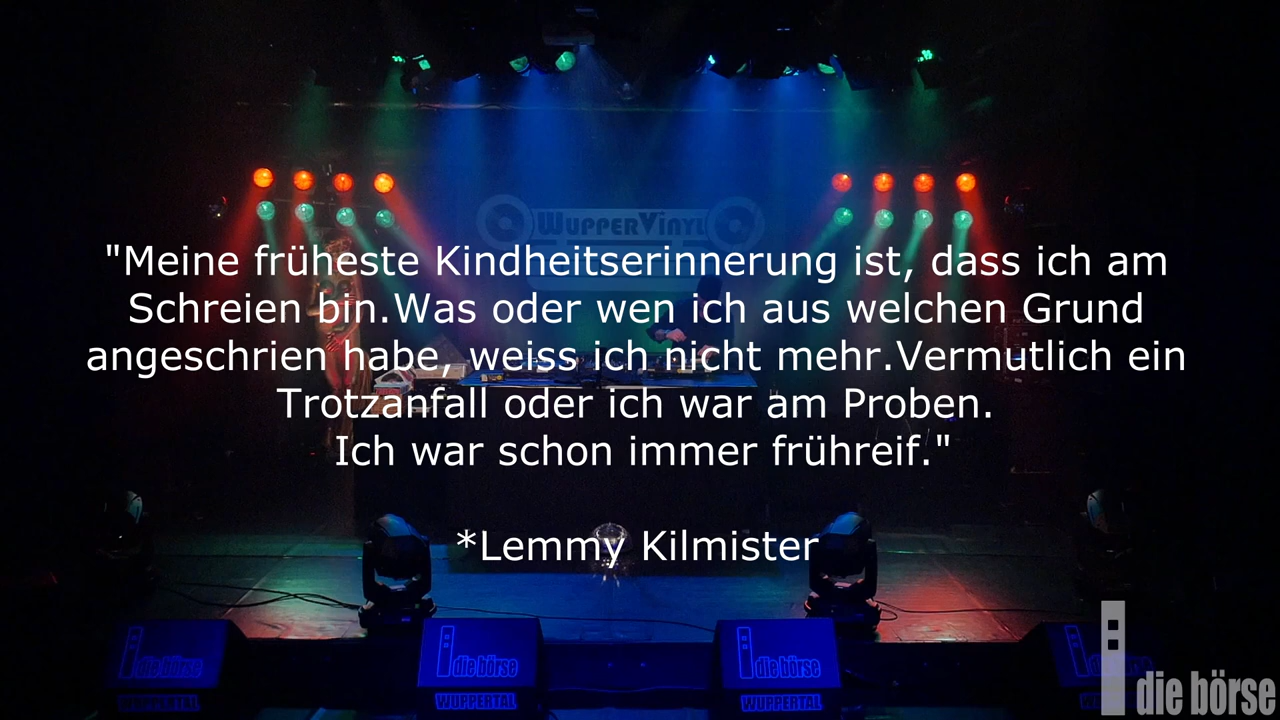 WupperVinyl
"Meine früheste Kindheitserinnerung ist, dass ich am
Schreien bin.Was oder wen ich aus welchen Grund
angeschrien habe, weiss ich nicht mehr.Vermutlich ein
Trotzanfall oder ich war am Proben.
Ich war schon immer frühreif."
*Lemmy Kilmister
die börse
WUPPERTAL
die börse
WUPPERTAL
die börse
WUPPERTAL
die börse